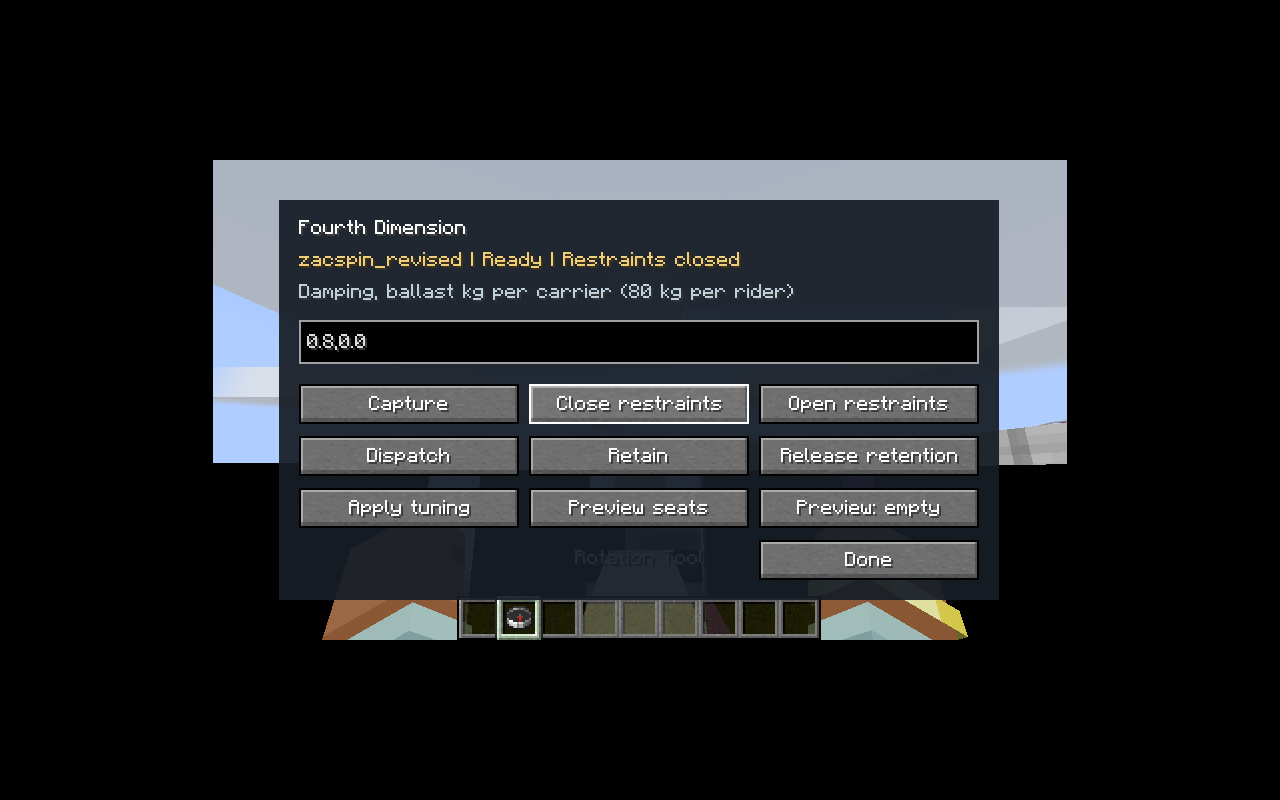 Fourth Dimension
zacspin_revised | Ready | Restraints closed
Damping, ballast kg per carrier (80 kg per rider)
0.8,0.0
Capture Close restraints Open restraints
Dispatch Retain Release retention
Apply tuning Preview seats Preview: empty
Rotation Tool
Done